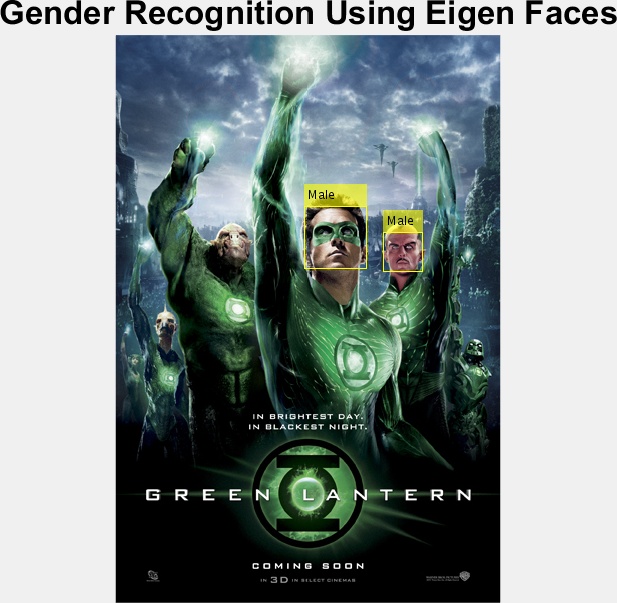 Gender Recognition Using Eigen Faces
Male
Male
IN BRIGHTEST DAY.
IN BLACKEST NIGHT.
GREEN LANTERN
COMING SOON
IN 3D IN SELECT CINEMAS